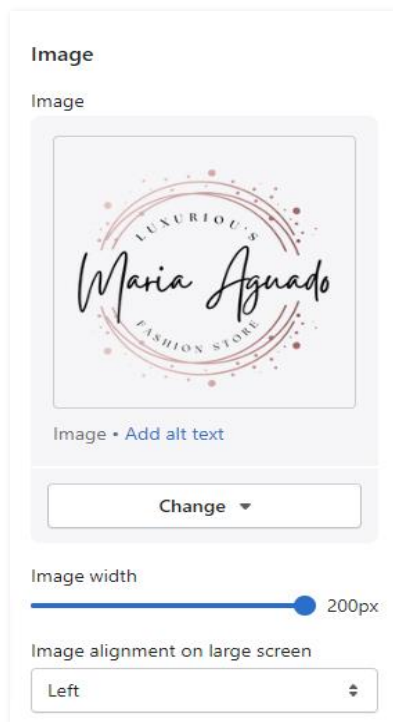 Image
Image
LUXURIOU'S
Maria Aguado
FASHION STORE
Image • Add alt text
Change
Image width
200px
Image alignment on large screen
Left